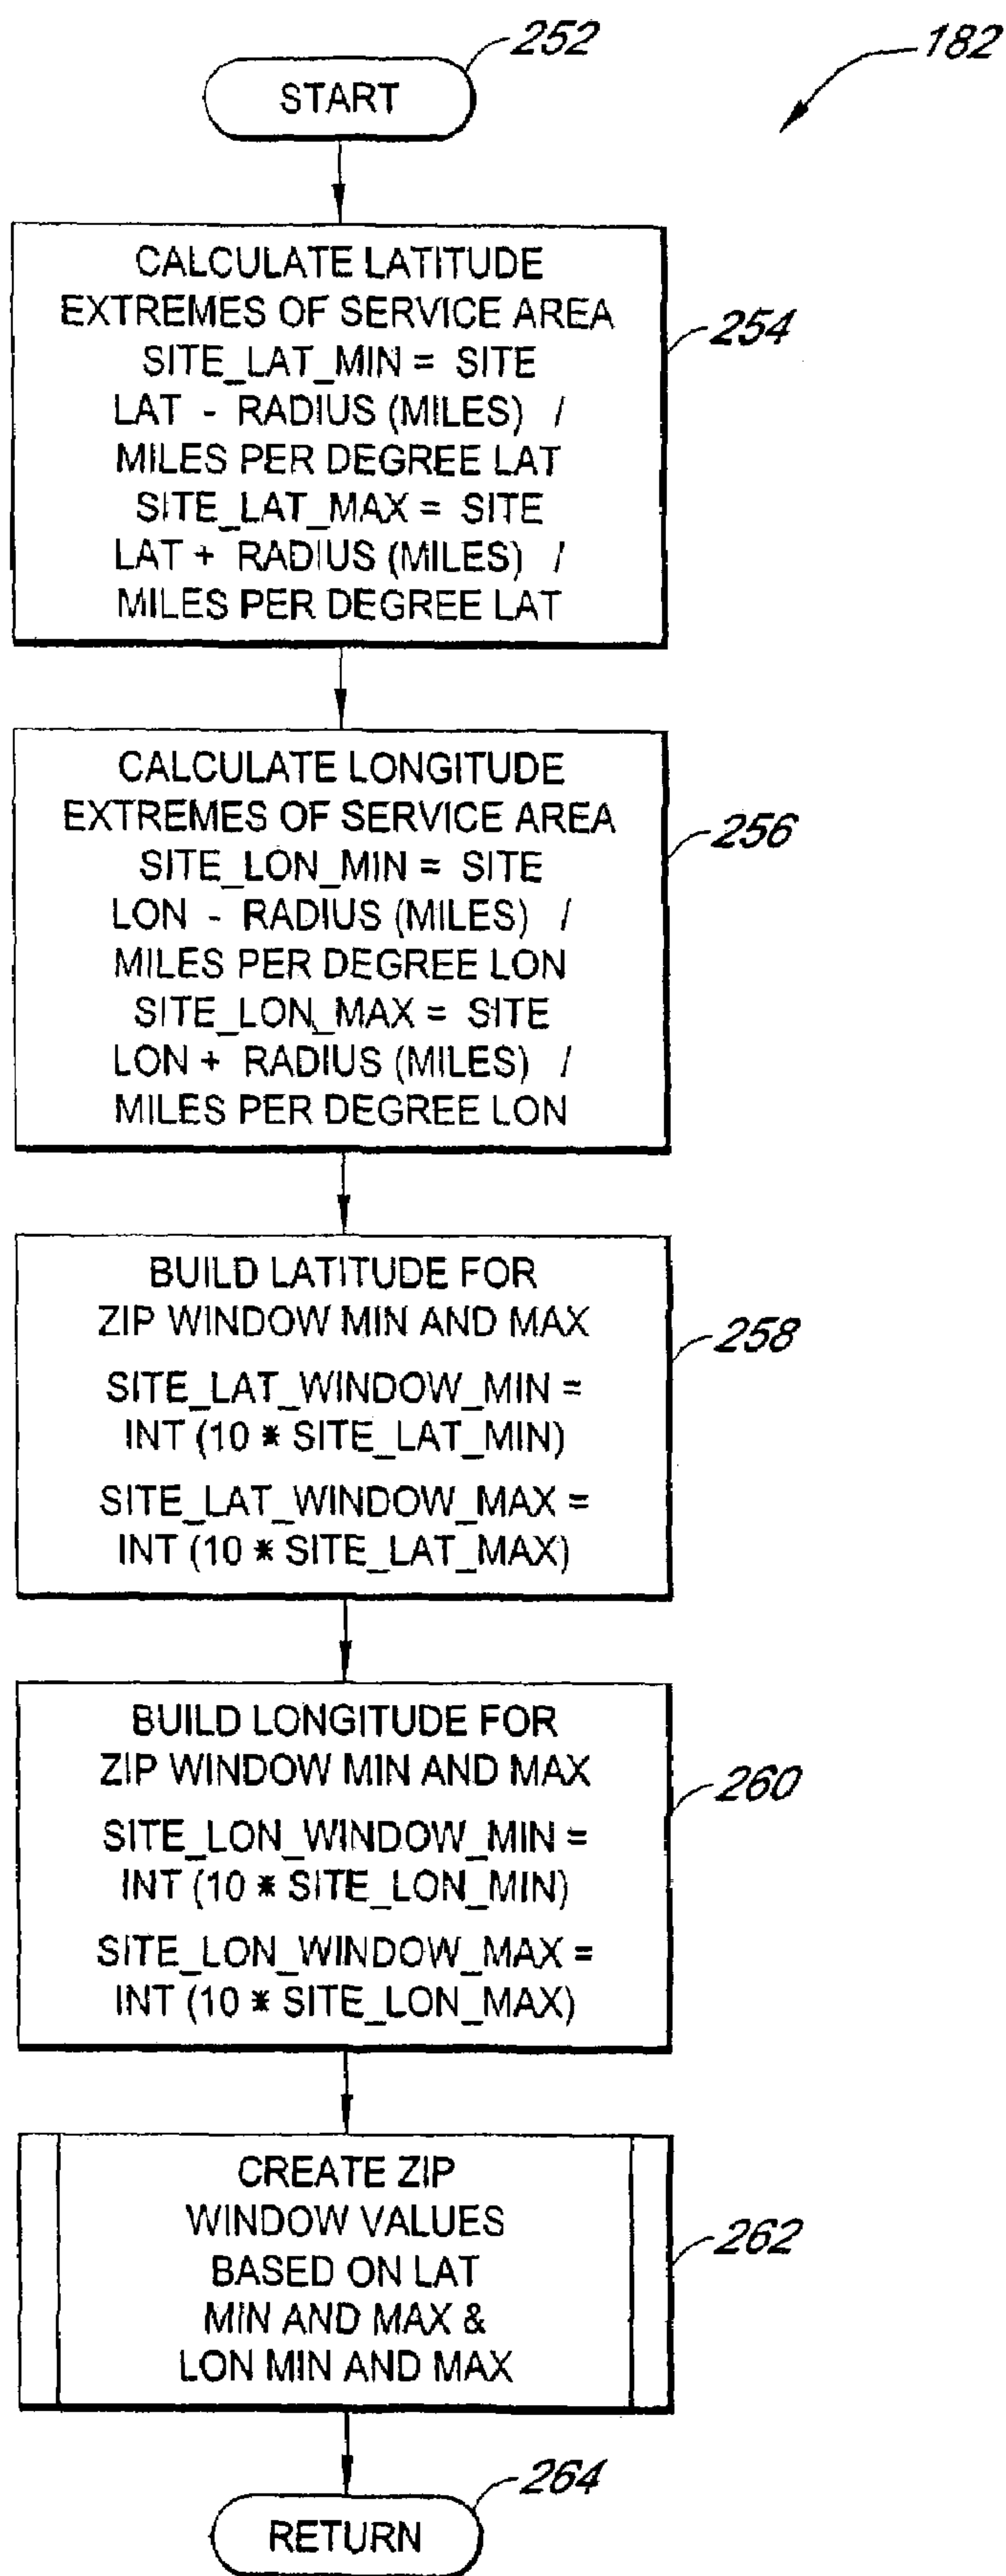 252
182
START
CALCULATE LATITUDE
EXTREMES OF SERVICE AREA
SITE_LAT_MIN = SITE
LAT - RADIUS (MILES) /
MILES PER DEGREE LAT
SITE_LAT_MAX = SITE
LAT + RADIUS (MILES) /
MILES PER DEGREE LAT
254
CALCULATE LONGITUDE
EXTREMES OF SERVICE AREA
SITE_LON_MIN = SITE
LON - RADIUS (MILES) /
MILES PER DEGREE LON
SITE_LON_MAX = SITE
LON + RADIUS (MILES) /
MILES PER DEGREE LON
256
BUILD LATITUDE FOR
ZIP WINDOW MIN AND MAX
SITE_LAT_WINDOW_MIN =
INT (10 * SITE_LAT_MIN)
SITE_LAT_WINDOW_MAX =
INT (10 * SITE_LAT_MAX)
258
BUILD LONGITUDE FOR
ZIP WINDOW MIN AND MAX
SITE_LON_WINDOW_MIN =
INT (10 * SITE_LON_MIN)
SITE_LON_WINDOW_MAX =
INT (10 * SITE_LON_MAX)
260
CREATE ZIP
WINDOW VALUES
BASED ON LAT
MIN AND MAX &
LON MIN AND MAX
262
264
RETURN